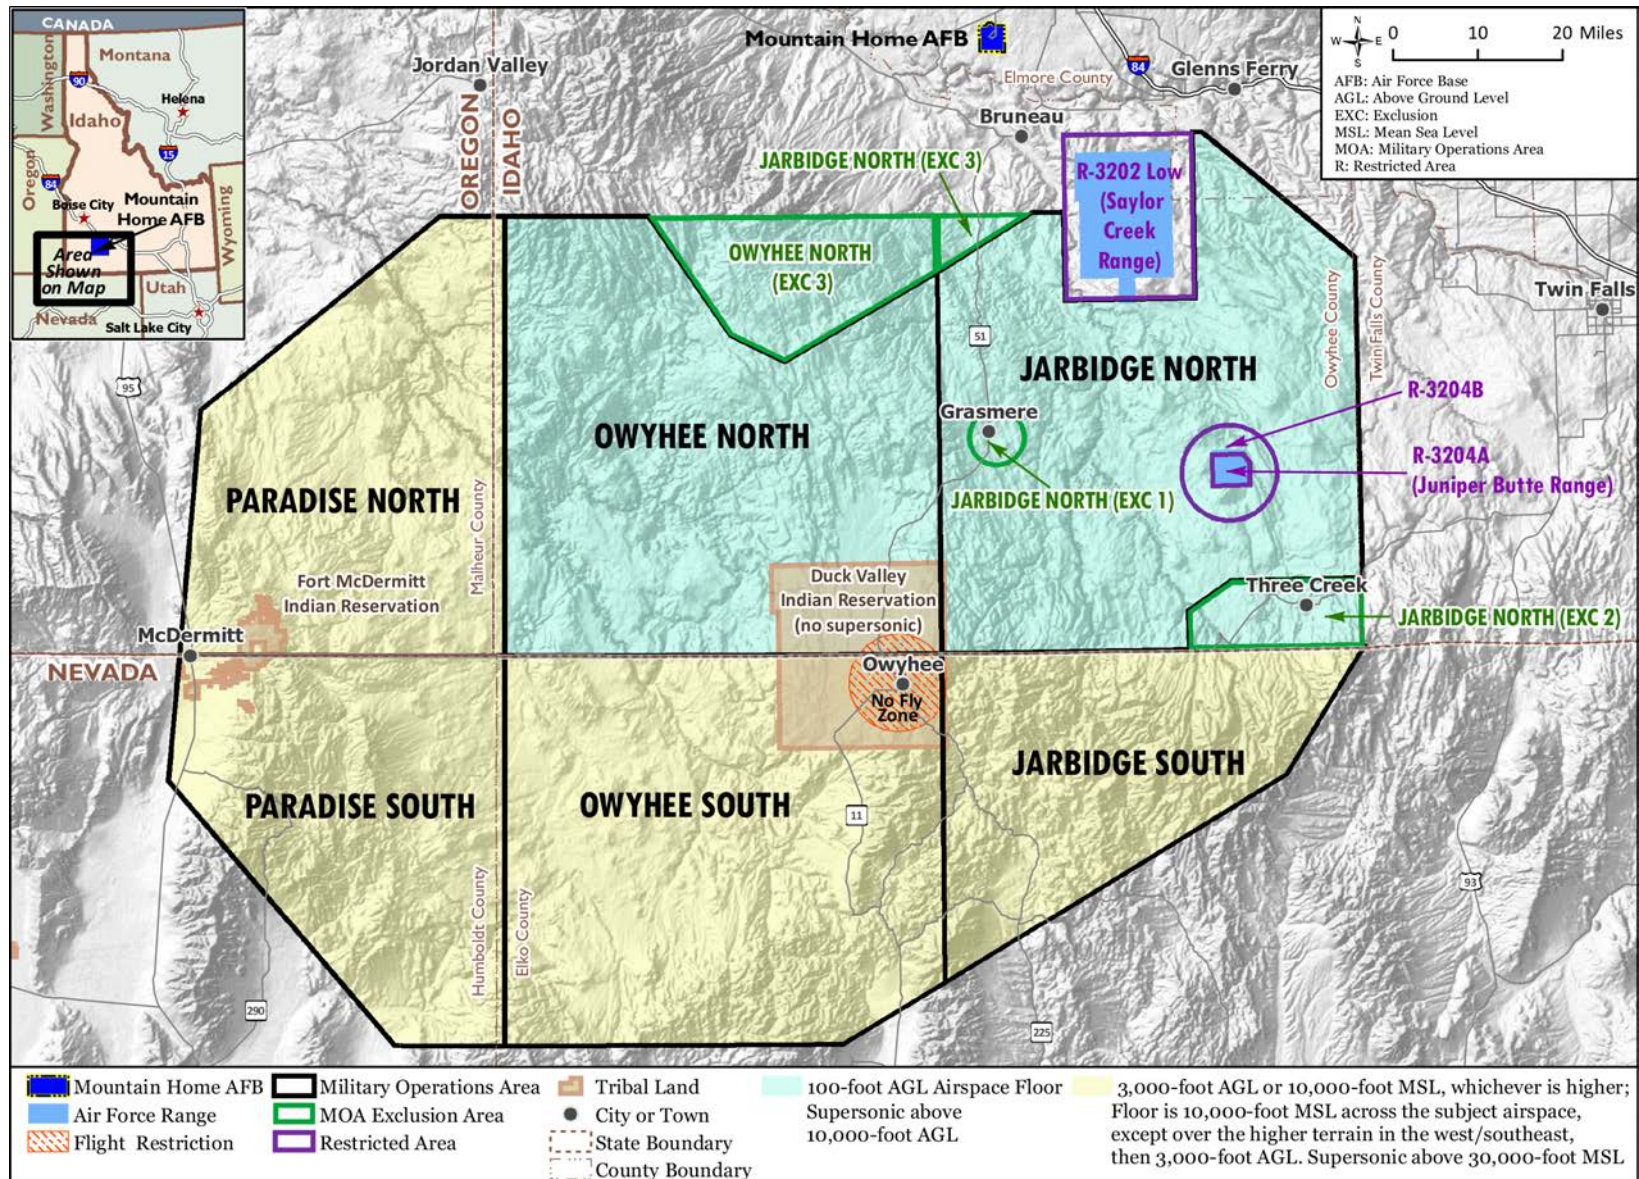 CANADA
Washington
Montana
90
Helena
Idaho
15
Oregon
84
Mountain
Home AFB
Boise City
Wyoming
Area
Shown
on Map
Utah
Nevada
Salt Lake City
Mountain Home AFB
Jordan Valley
OREGON
IDAHO
Elmore County
84
Glenns Ferry
Bruneau
N
W E
S
0 10 20 Miles
AFB: Air Force Base
AGL: Above Ground Level
EXC: Exclusion
MSL: Mean Sea Level
MOA: Military Operations Area
R: Restricted Area
JARBIDGE NORTH (EXC 3)
R-3202 Low
(Saylor
Creek
Range)
OWYHEE NORTH
(EXC 3)
Owyhee County
Twin Falls County
Twin Falls
51
95
JARBIDGE NORTH
R-3204B
Grasmere
OWYHEE NORTH
R-3204A
(Juniper Butte Range)
PARADISE NORTH
JARBIDGE NORTH (EXC 1)
Malheur County
Fort McDermitt
Indian Reservation
Duck Valley
Indian Reservation
(no supersonic)
Three Creek
JARBIDGE NORTH (EXC 2)
McDermitt
NEVADA
Owyhee
No Fly
Zone
JARBIDGE SOUTH
PARADISE SOUTH
OWYHEE SOUTH
11
93
Humboldt County
Elko County
290
225
Mountain Home AFB
Air Force Range
Flight Restriction
Military Operations Area
MOA Exclusion Area
Restricted Area
Tribal Land
City or Town
State Boundary
County Boundary
100-foot AGL Airspace Floor
Supersonic above
10,000-foot AGL
3,000-foot AGL or 10,000-foot MSL, whichever is higher;
Floor is 10,000-foot MSL across the subject airspace,
except over the higher terrain in the west/southeast,
then 3,000-foot AGL. Supersonic above 30,000-foot MSL